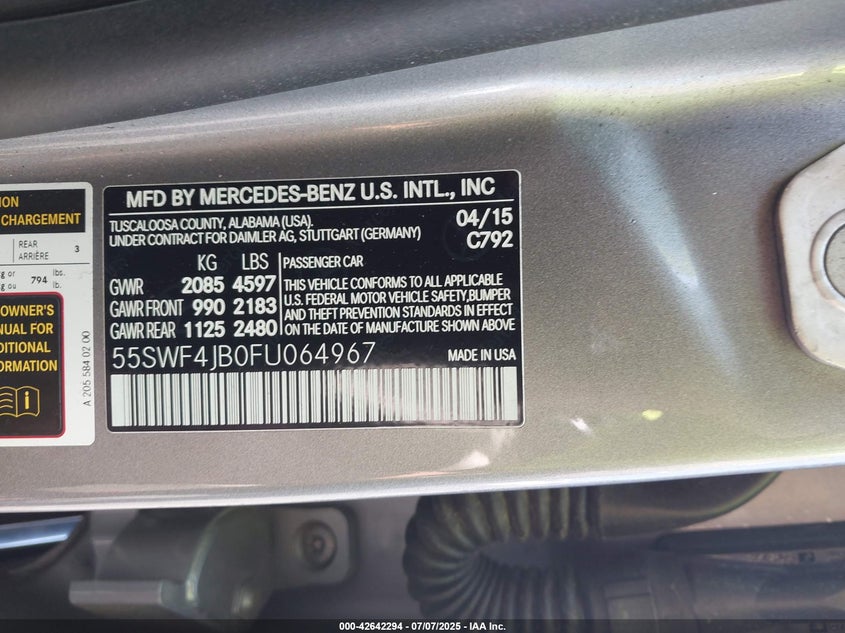 ION
CHARGEMENT
REAR
ARRIÈRE 3
kg or 794 lbs.
kg ou lb.
OWNER'S
NUAL FOR
DITIONAL
ORMATION
A 205 584 02 00
MFD BY MERCEDES-BENZ U.S. INTL., INC
TUSCALOOSA COUNTY, ALABAMA (USA). 04/15
UNDER CONTRACT FOR DAIMLER AG, STUTTGART (GERMANY) C792
KG LBS PASSENGER CAR
GVWR 2085 4597
GAWR FRONT 990 2183
GAWR REAR 1125 2480
THIS VEHICLE CONFORMS TO ALL APPLICABLE
U.S. FEDERAL MOTOR VEHICLE SAFETY,BUMPER
AND THEFT PREVENTION STANDARDS IN EFFECT
ON THE DATE OF MANUFACTURE SHOWN ABOVE
55SWF4JB0FU064967 MADE IN USA
000-42642294 - 07/07/2025 - IAA Inc.